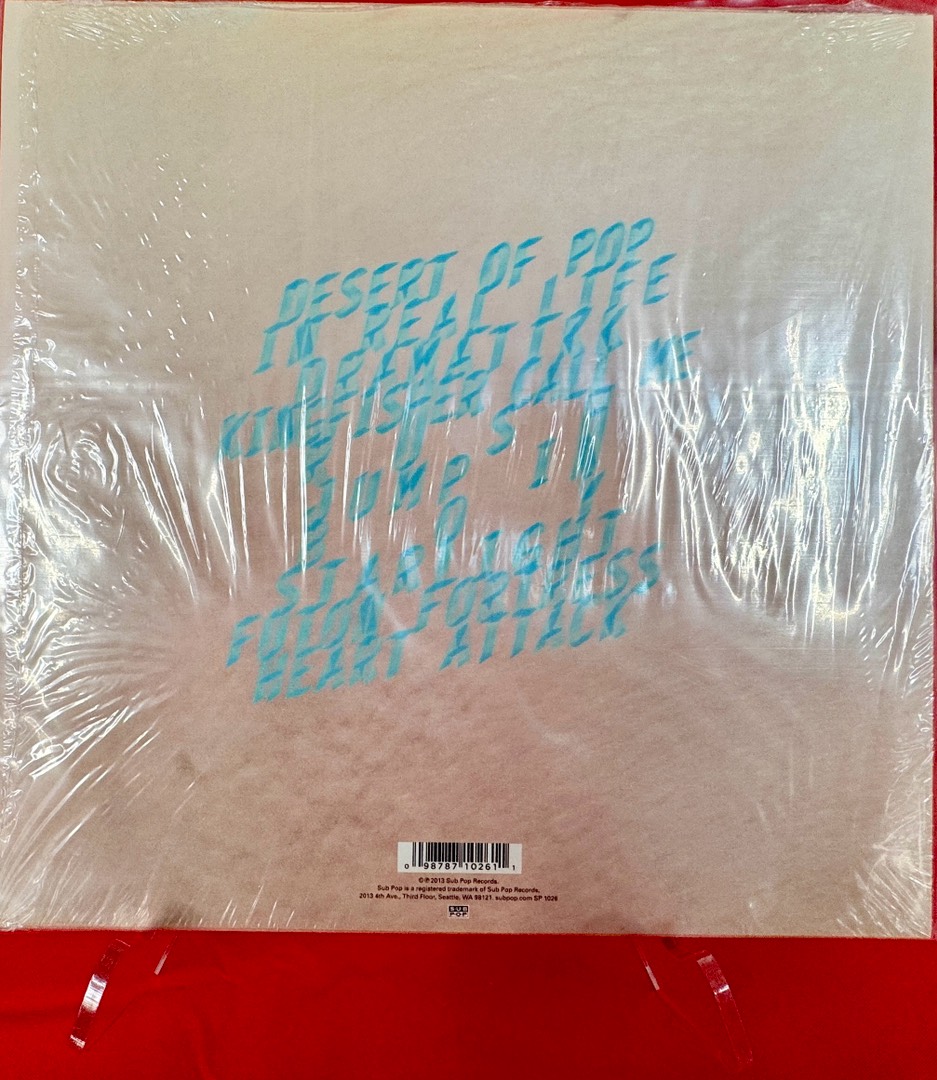 DESERT OF POP
IN REAL LIFE
KINGFISHER CALL ME
JUMP IN
STARLIGHT
FUTON FORTRESS
HEART ATTACK
0 98787 10261 1
©℗ 2013 Sub Pop Records.
Sub Pop is a registered trademark of Sub Pop Records,
2013 4th Ave., Third Floor, Seattle, WA 98121. subpop.com SP 1026
SUB
POP